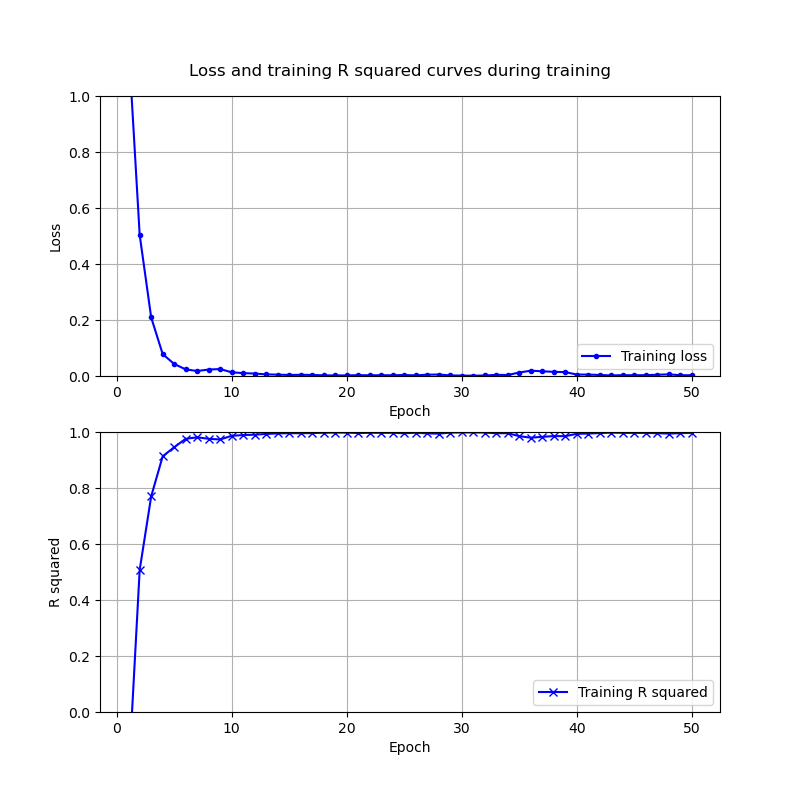 Loss and training R squared curves during training
1.0
0.8
0.6
0.4
0.2
0.0
Loss
Training loss
0 10 20 30 40 50
Epoch
1.0
0.8
0.6
0.4
0.2
0.0
R squared
Training R squared
0 10 20 30 40 50
Epoch